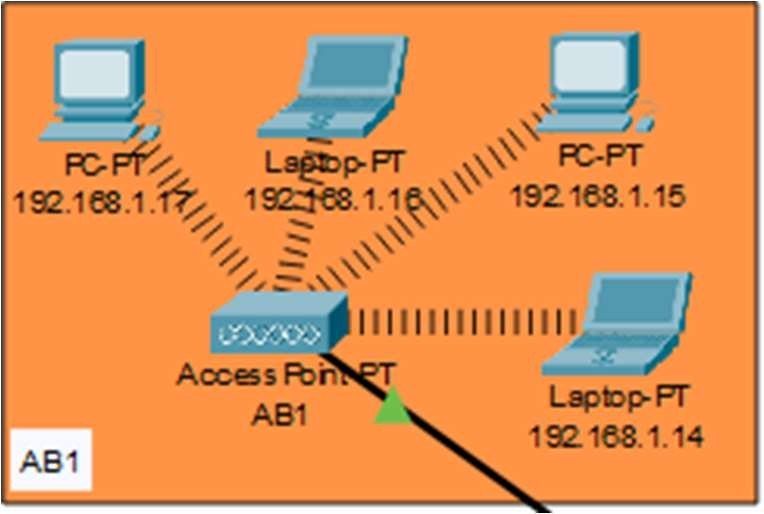 PC-PT
192.168.1.17
Laptop-PT
192.168.1.16
PC-PT
192.168.1.15
Access Point-PT
AB1
Laptop-PT
192.168.1.14
AB1